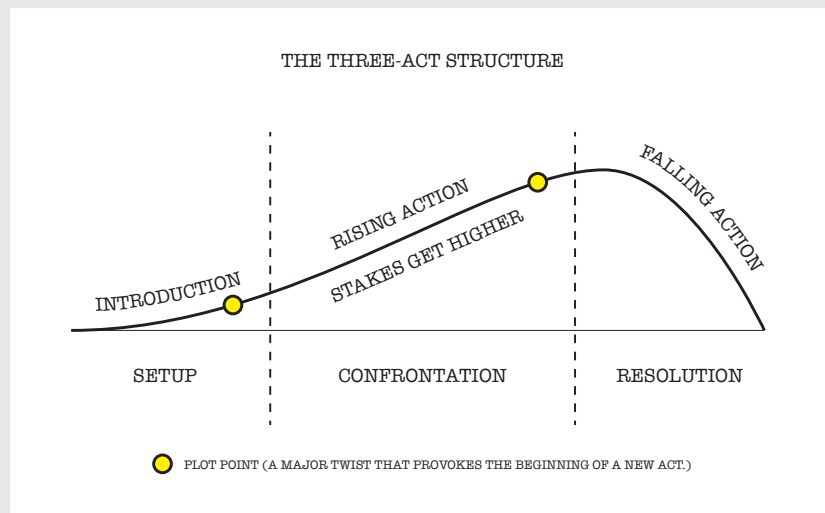 THE THREE-ACT STRUCTURE
INTRODUCTION
RISING ACTION
STAKES GET HIGHER
FALLING ACTION
SETUP
CONFRONTATION
RESOLUTION
PLOT POINT (A MAJOR TWIST THAT PROVOKES THE BEGINNING OF A NEW ACT.)